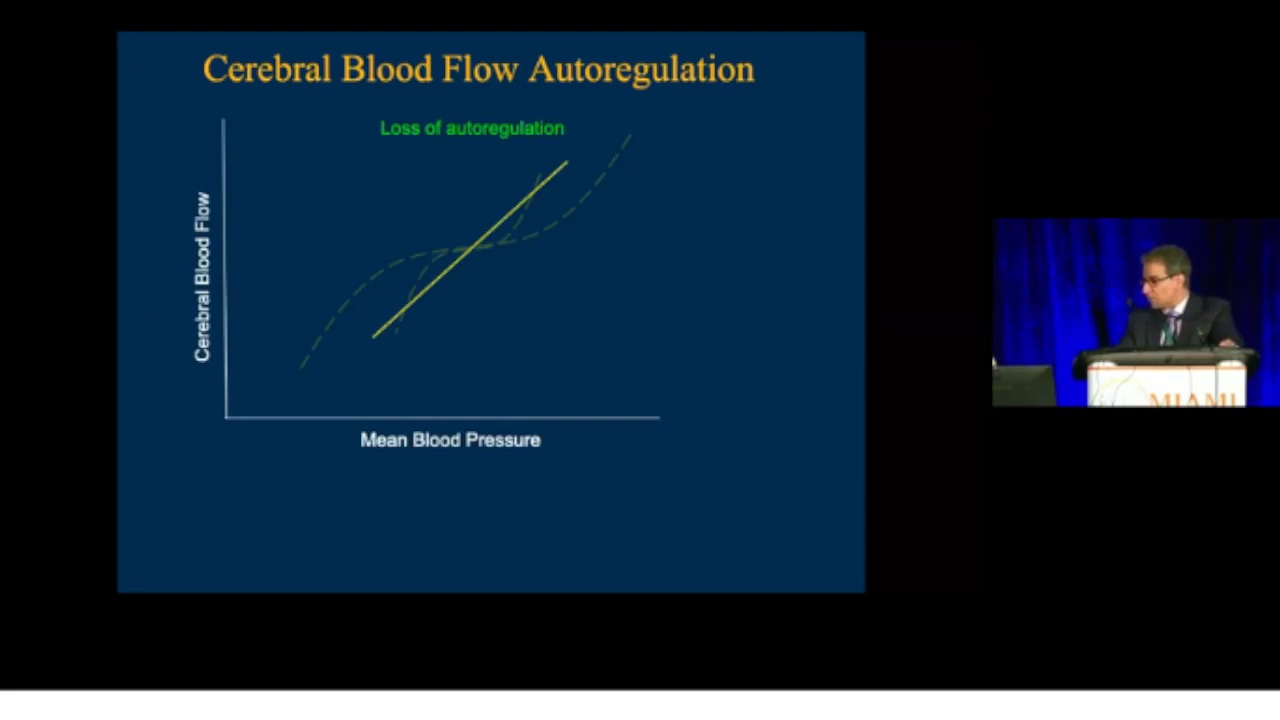 Cerebral Blood Flow Autoregulation
Loss of autoregulation
Cerebral Blood Flow
Mean Blood Pressure
MIAMI